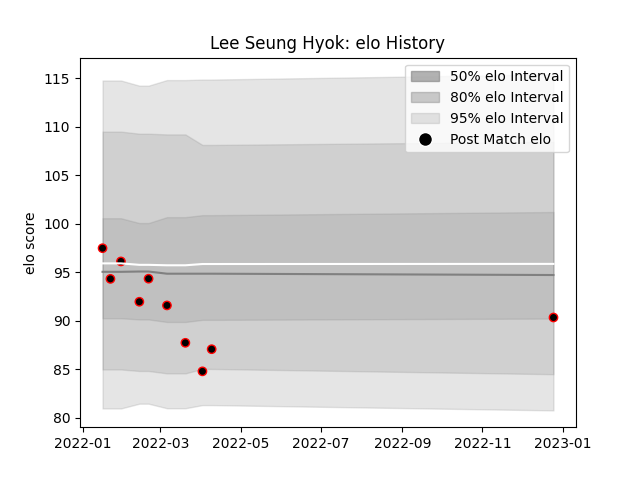 Lee Seung Hyok: elo History
50% elo Interval
80% elo Interval
95% elo Interval
Post Match elo
elo score
115
110
105
100
95
90
85
80
2022-01
2022-03
2022-05
2022-07
2022-09
2022-11
2023-01